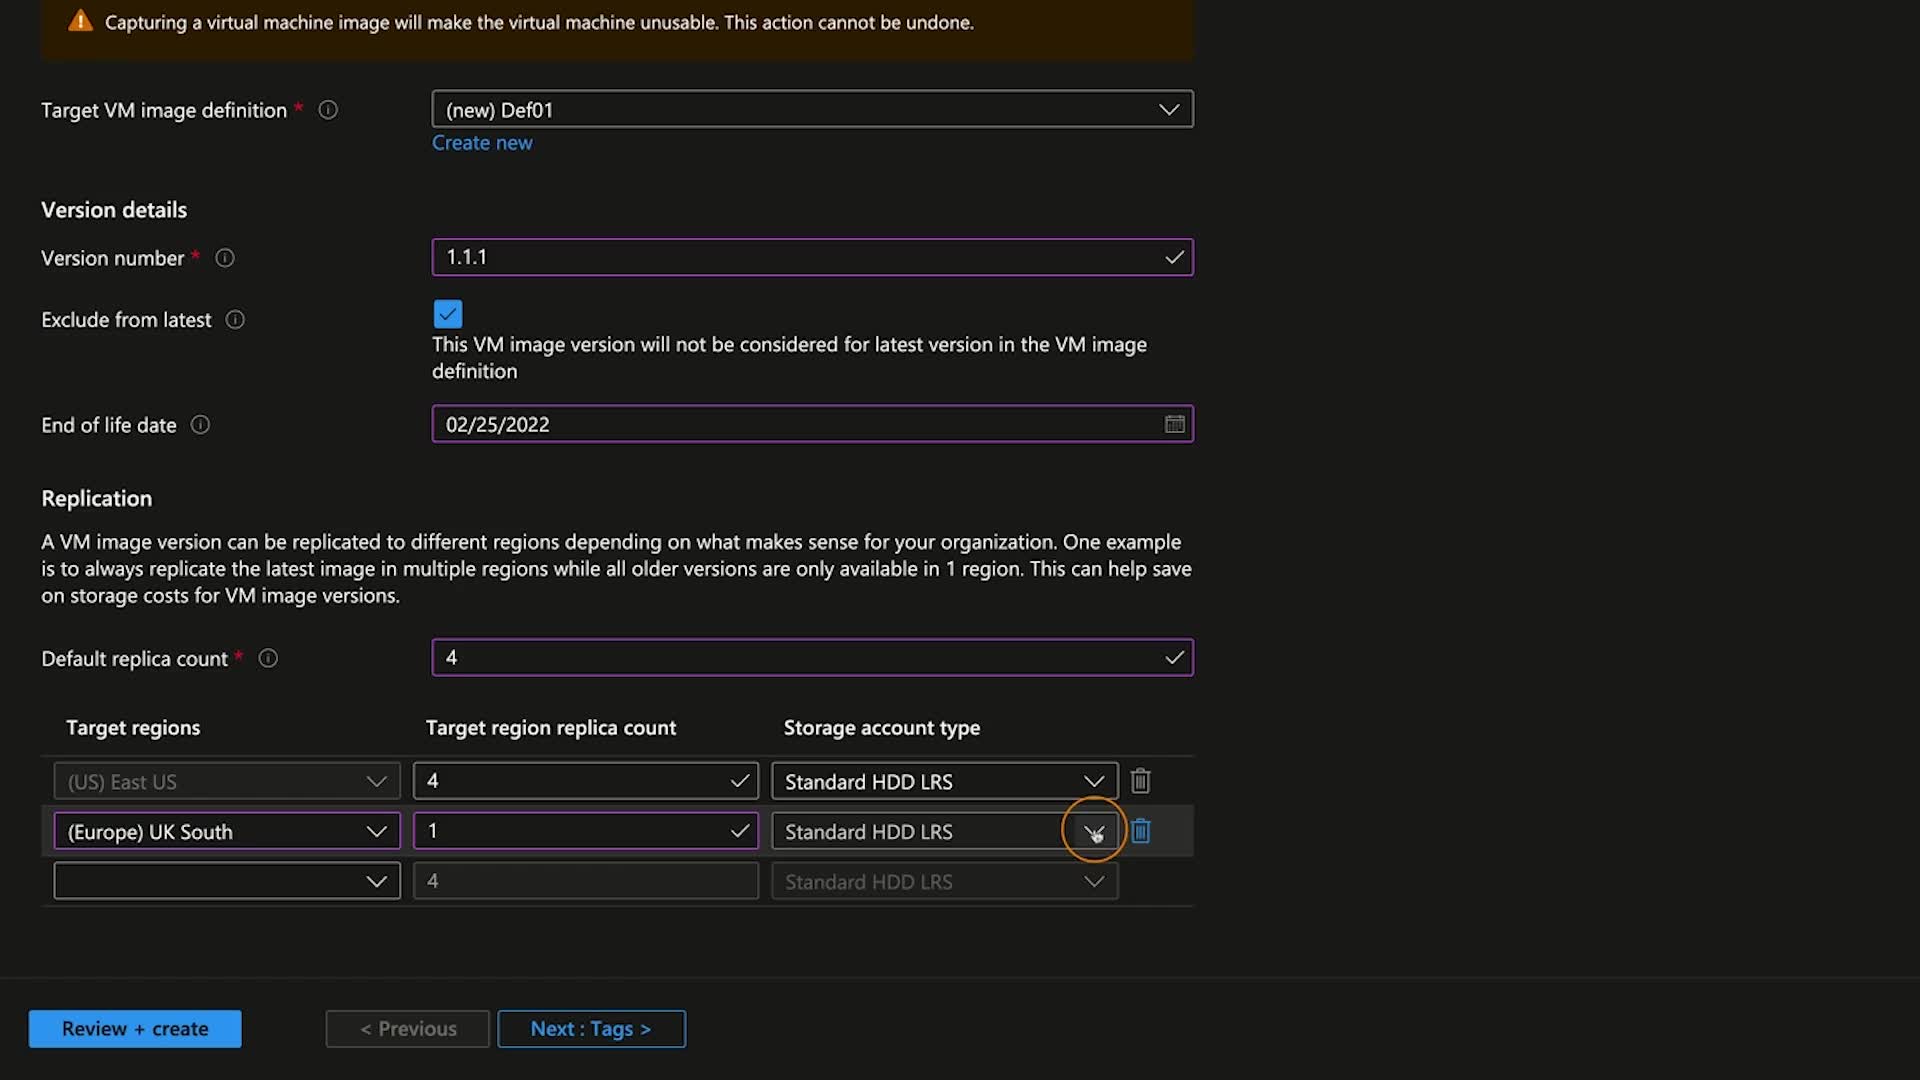 Capturing a virtual machine image will make the virtual machine unusable. This action cannot be undone.
Target VM image definition *
(new) Def01
Create new
Version details
Version number *
1.1.1
Exclude from latest
This VM image version will not be considered for latest version in the VM image
definition
End of life date
02/25/2022
Replication
A VM image version can be replicated to different regions depending on what makes sense for your organization. One example
is to always replicate the latest image in multiple regions while all older versions are only available in 1 region. This can help save
on storage costs for VM image versions.
Default replica count *
4
Target regions
Target region replica count
Storage account type
(US) East US
4
Standard HDD LRS
(Europe) UK South
1
Standard HDD LRS
4
Standard HDD LRS
Review + create
< Previous
Next : Tags >